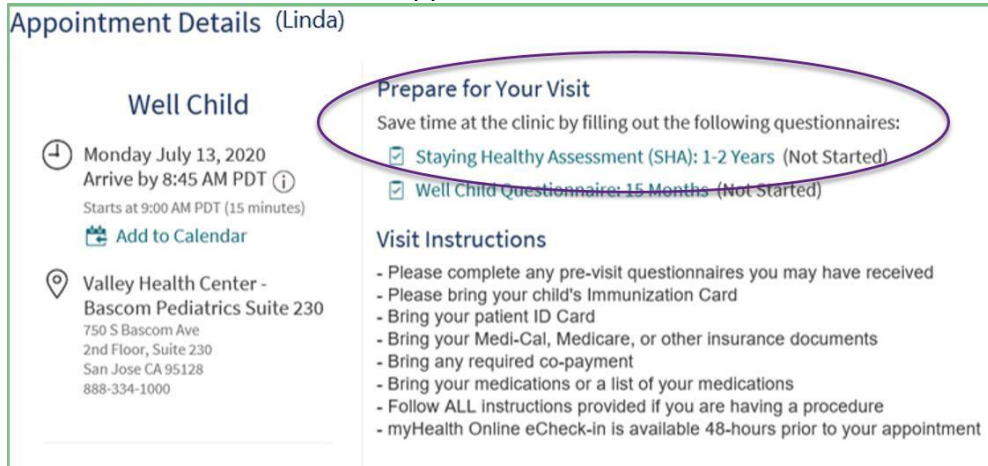 Appointment Details (Linda)
Well Child
Monday July 13, 2020
Arrive by 8:45 AM PDT
Starts at 9:00 AM PDT (15 minutes)
Add to Calendar
Valley Health Center -
Bascom Pediatrics Suite 230
750 S Bascom Ave
2nd Floor, Suite 230
San Jose CA 95128
888-334-1000
Prepare for Your Visit
Save time at the clinic by filling out the following questionnaires:
Staying Healthy Assessment (SHA): 1-2 Years (Not Started)
Well Child Questionnaire: 15 Months (Not Started)
Visit Instructions
- Please complete any pre-visit questionnaires you may have received
- Please bring your child's Immunization Card
- Bring your patient ID Card
- Bring your Medi-Cal, Medicare, or other insurance documents
- Bring any required co-payment
- Bring your medications or a list of your medications
- Follow ALL instructions provided if you are having a procedure
- myHealth Online eCheck-in is available 48-hours prior to your appointment